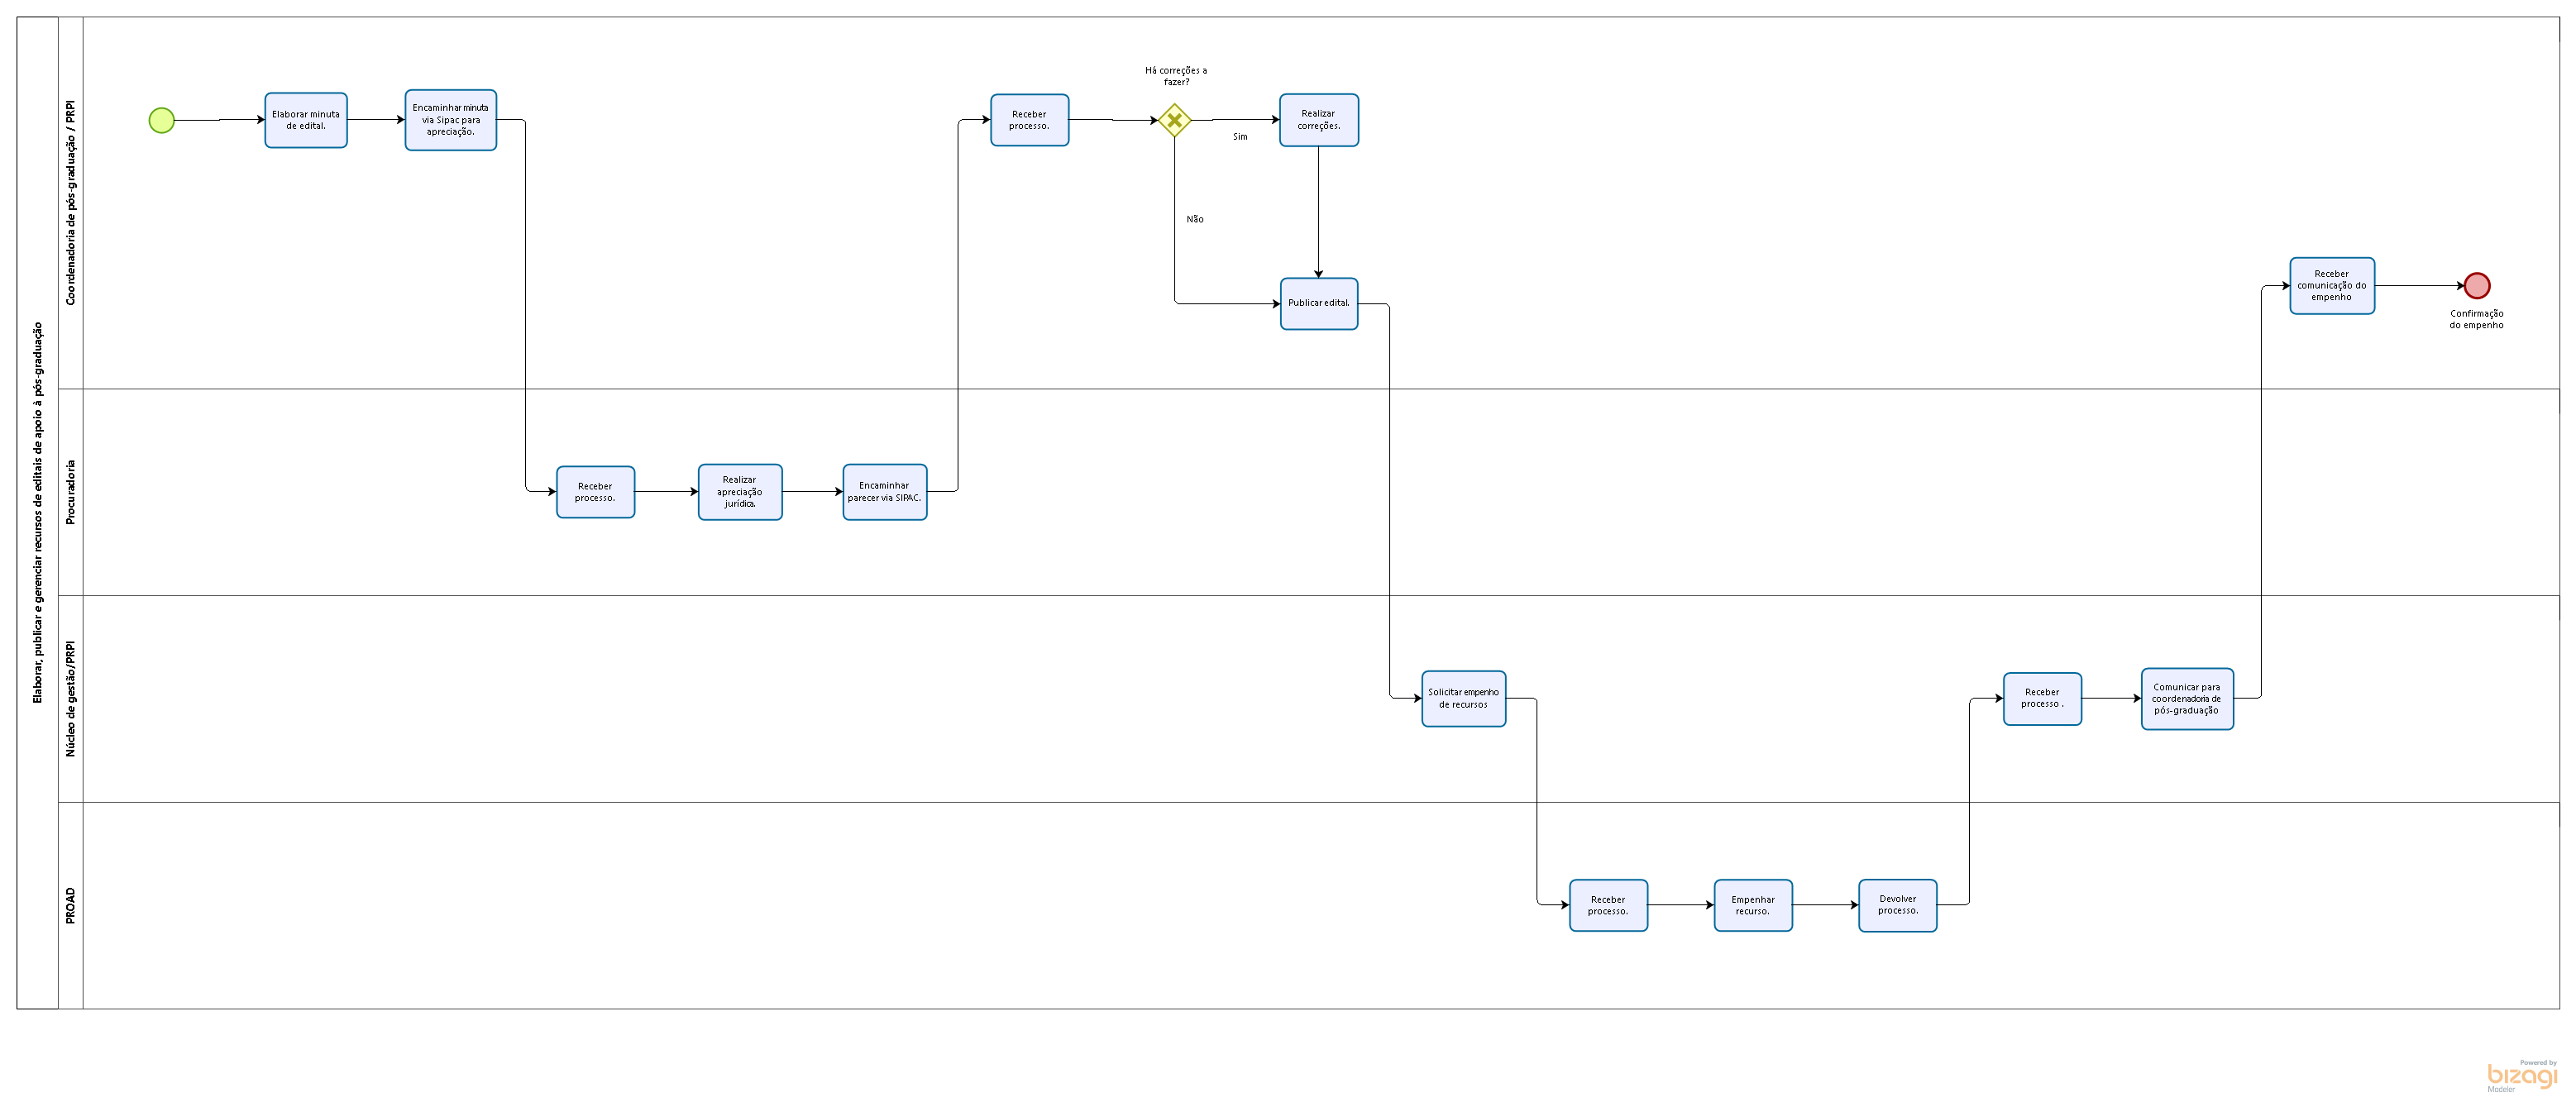 Elaborar, publicar e gerenciar recursos de editais de apoio à pós-graduação
Coordenadoria de pós-graduação / PRPI
Elaborar minuta
de edital.
Encaminhar minuta
via Sipac para
apreciação.
Receber
processo.
Há correções a
fazer?
Sim
Não
Realizar
correções.
Publicar edital.
Receber
comunicação do
empenho
Confirmação
do empenho
Procuradoria
Receber
processo.
Realizar
apreciação
jurídica.
Encaminhar
parecer via SIPAC.
Núcleo de gestão/PRPI
Solicitar empenho
de recursos
Receber
processo .
Comunicar para
coordenadoria de
pós-graduação
PROAD
Receber
processo.
Empenhar
recurso.
Devolver
processo.
Powered by
bizagi
Modeler